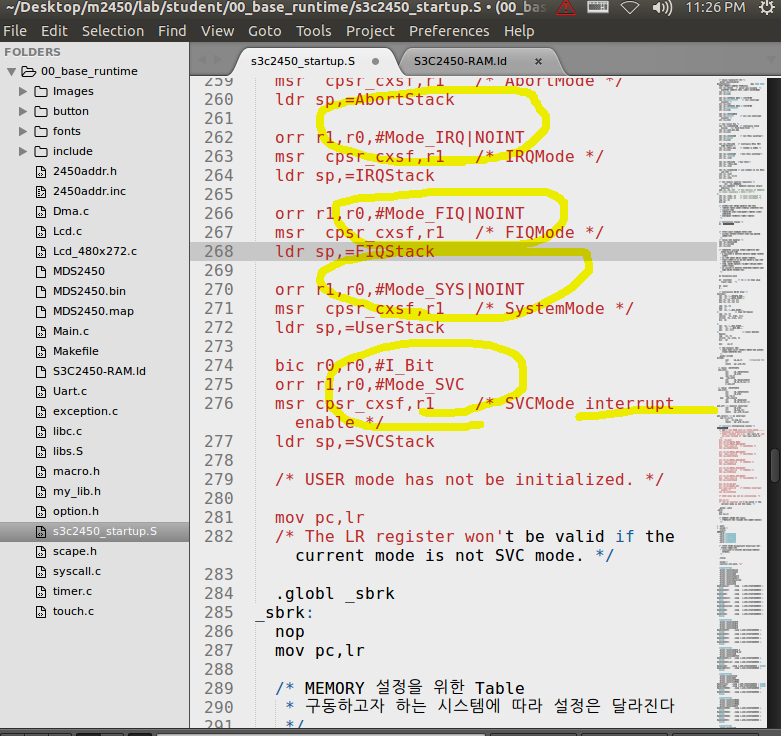 ~/Desktop/m2450/lab/student/00_base_runtime/s3c2450_startup.S • (00_bas
11:26 PM
File Edit Selection Find View Goto Tools Project Preferences Help
FOLDERS
00_base_runtime
Images
button
fonts
include
2450addr.h
2450addr.inc
Dma.c
Lcd.c
Lcd_480x272.c
MDS2450
MDS2450.bin
MDS2450.map
Main.c
Makefile
S3C2450-RAM.ld
Uart.c
exception.c
libc.c
libs.S
macro.h
my_lib.h
option.h
s3c2450_startup.S
scape.h
syscall.c
timer.c
touch.c
s3c2450_startup.S
S3C2450-RAM.ld ×
259 msr cpsr_cxsf,r1 /* AbortMode */
260 ldr sp,=AbortStack
261
262 orr r1,r0,#Mode_IRQ|NOINT
263 msr cpsr_cxsf,r1 /* IRQMode */
264 ldr sp,=IRQStack
265
266 orr r1,r0,#Mode_FIQ|NOINT
267 msr cpsr_cxsf,r1 /* FIQMode */
268 ldr sp,=FIQStack
269
270 orr r1,r0,#Mode_SYS|NOINT
271 msr cpsr_cxsf,r1 /* SystemMode */
272 ldr sp,=UserStack
273
274 bic r0,r0,#I_Bit
275 orr r1,r0,#Mode_SVC
276 msr cpsr_cxsf,r1 /* SVCMode interrupt
enable */
277 ldr sp,=SVCStack
278
279 /* USER mode has not be initialized. */
280
281 mov pc,lr
282 /* The LR register won't be valid if the
current mode is not SVC mode. */
283
284 .globl _sbrk
285 _sbrk:
286 nop
287 mov pc,lr
288
289 /* MEMORY 설정을 위한 Table
290 * 구동하고자 하는 시스템에 따라 설정은 달라진다
291 */